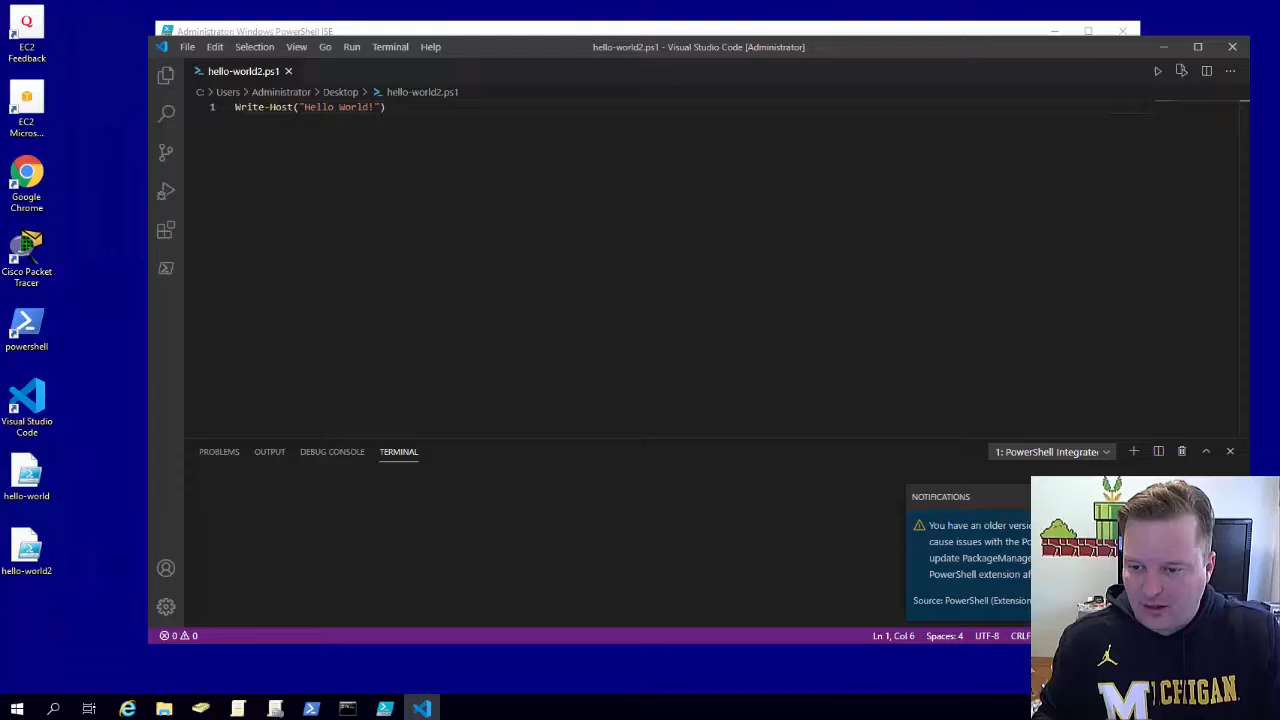 Administrator: Windows PowerShell ISE
File Edit Selection View Go Run Terminal Help
hello-world2.ps1 - Visual Studio Code [Administrator]
hello-world2.ps1
C: > Users > Administrator > Desktop > hello-world2.ps1
1 Write-Host("Hello World!")
PROBLEMS OUTPUT DEBUG CONSOLE TERMINAL
1: PowerShell Integrated
NOTIFICATIONS
You have an older versi
cause issues with the Po
update PackageManage
PowerShell extension af
Source: PowerShell (Extension
0 0
Ln 1, Col 6 Spaces: 4 UTF-8 CRLF
EC2
Feedback
EC2
Micros...
Google
Chrome
Cisco Packet
Tracer
powershell
Visual Studio
Code
hello-world
hello-world2
MICHIGAN